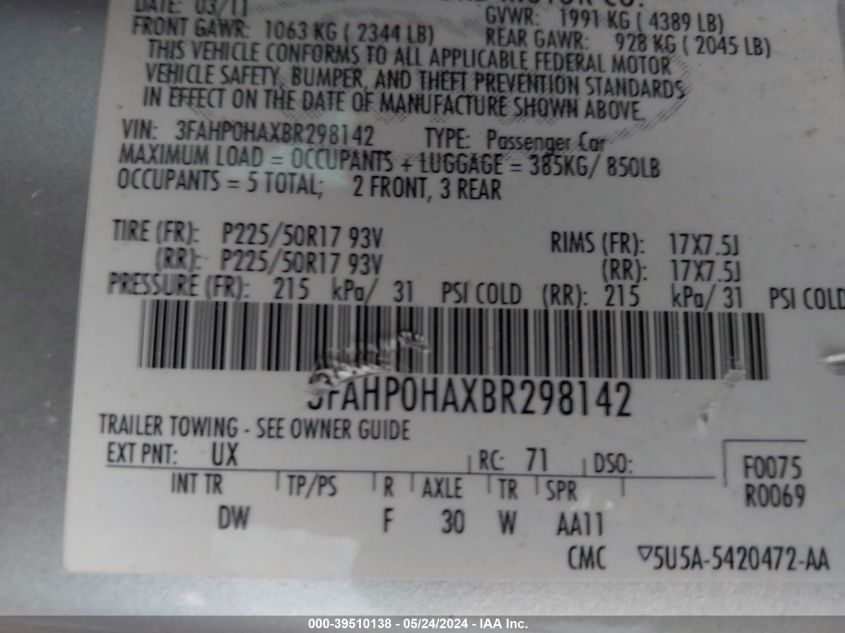 DATE: 03/11
MOTOR CO.
GVWR: 1991 KG ( 4389 LB)
FRONT GAWR: 1063 KG ( 2344 LB) REAR GAWR: 928 KG ( 2045 LB)
THIS VEHICLE CONFORMS TO ALL APPLICABLE FEDERAL MOTOR
VEHICLE SAFETY, BUMPER, AND THEFT PREVENTION STANDARDS
IN EFFECT ON THE DATE OF MANUFACTURE SHOWN ABOVE.
VIN: 3FAHP0HAXBR298142 TYPE: Passenger Car
MAXIMUM LOAD = OCCUPANTS + LUGGAGE = 385KG/ 850LB
OCCUPANTS = 5 TOTAL; 2 FRONT, 3 REAR
TIRE (FR): P225/50R17 93V RIMS (FR): 17X7.5J
(RR): P225/50R17 93V (RR): 17X7.5J
PRESSURE (FR): 215 kPa/ 31 PSI COLD (RR): 215 kPa/ 31 PSI COLD
3FAHP0HAXBR298142
TRAILER TOWING - SEE OWNER GUIDE
EXT PNT: UX RC: 71 DSO: F0075
INT TR TP/PS R AXLE TR SPR R0069
DW F 30 W AA11
CMC ▽5U5A-5420472-AA
000-39510138 - 05/24/2024 - IAA Inc.